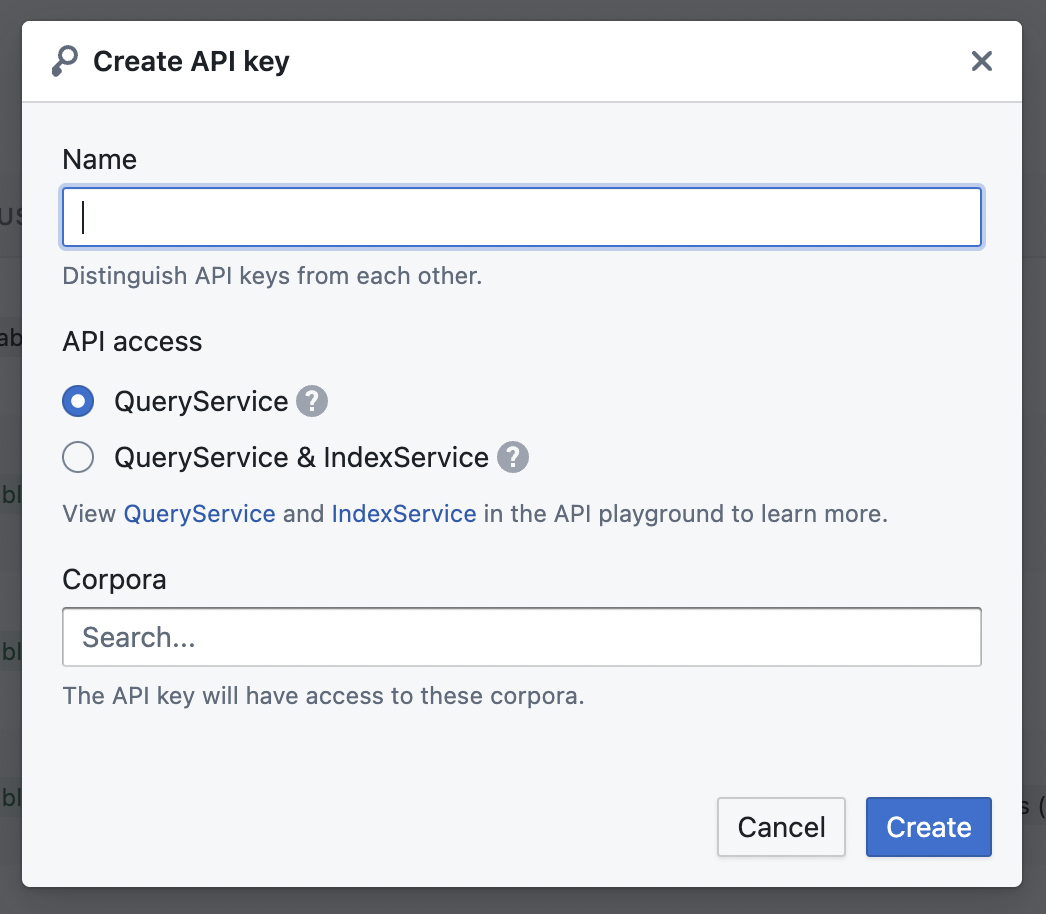 Create API key
Name
Distinguish API keys from each other.
API access
QueryService ?
QueryService & IndexService ?
View QueryService and IndexService in the API playground to learn more.
Corpora
Search...
The API key will have access to these corpora.
Cancel Create